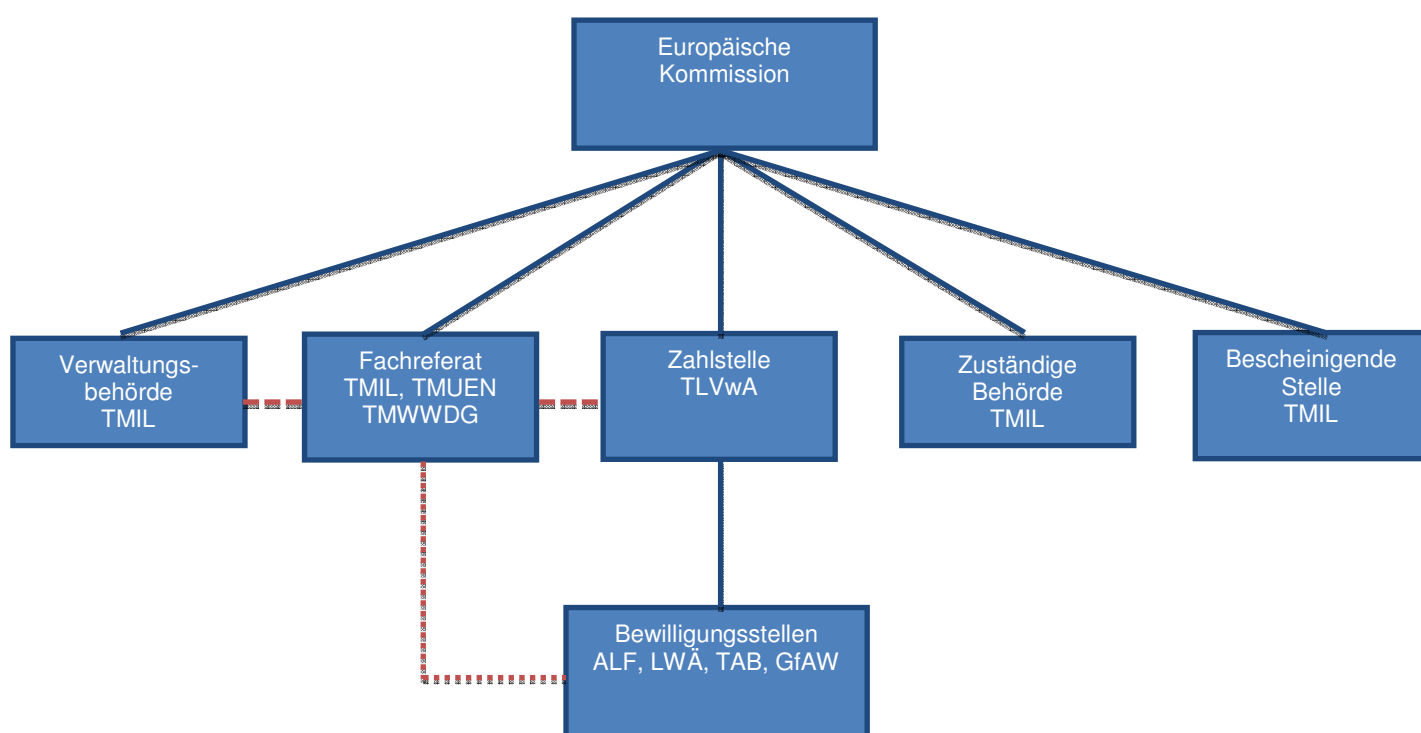 Europäische
Kommission
Verwaltungs-
behörde
TMIL
Fachreferat
TMIL, TMUEN
TMWWDG
Zahlstelle
TLVwA
Zuständige
Behörde
TMIL
Bescheinigende
Stelle
TMIL
Bewilligungsstellen
ALF, LWÄ, TAB, GfAW